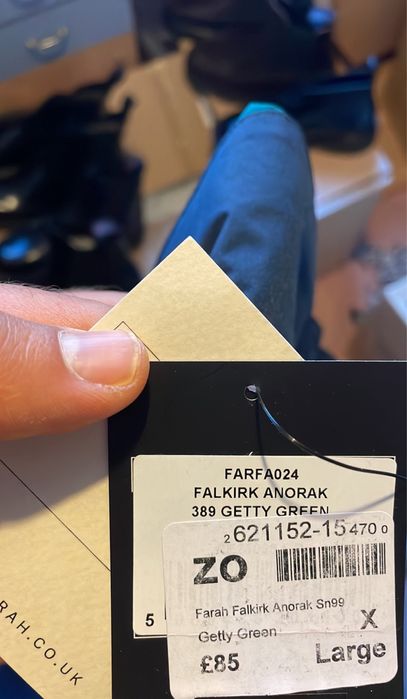 FARFA024
FALKIRK ANORAK
389 GETTY GREEN
2 621152-15 470 0
ZO
Farah Falkirk Anorak Sn99
Getty Green
X
£85
Large
5
RAH.CO.UK